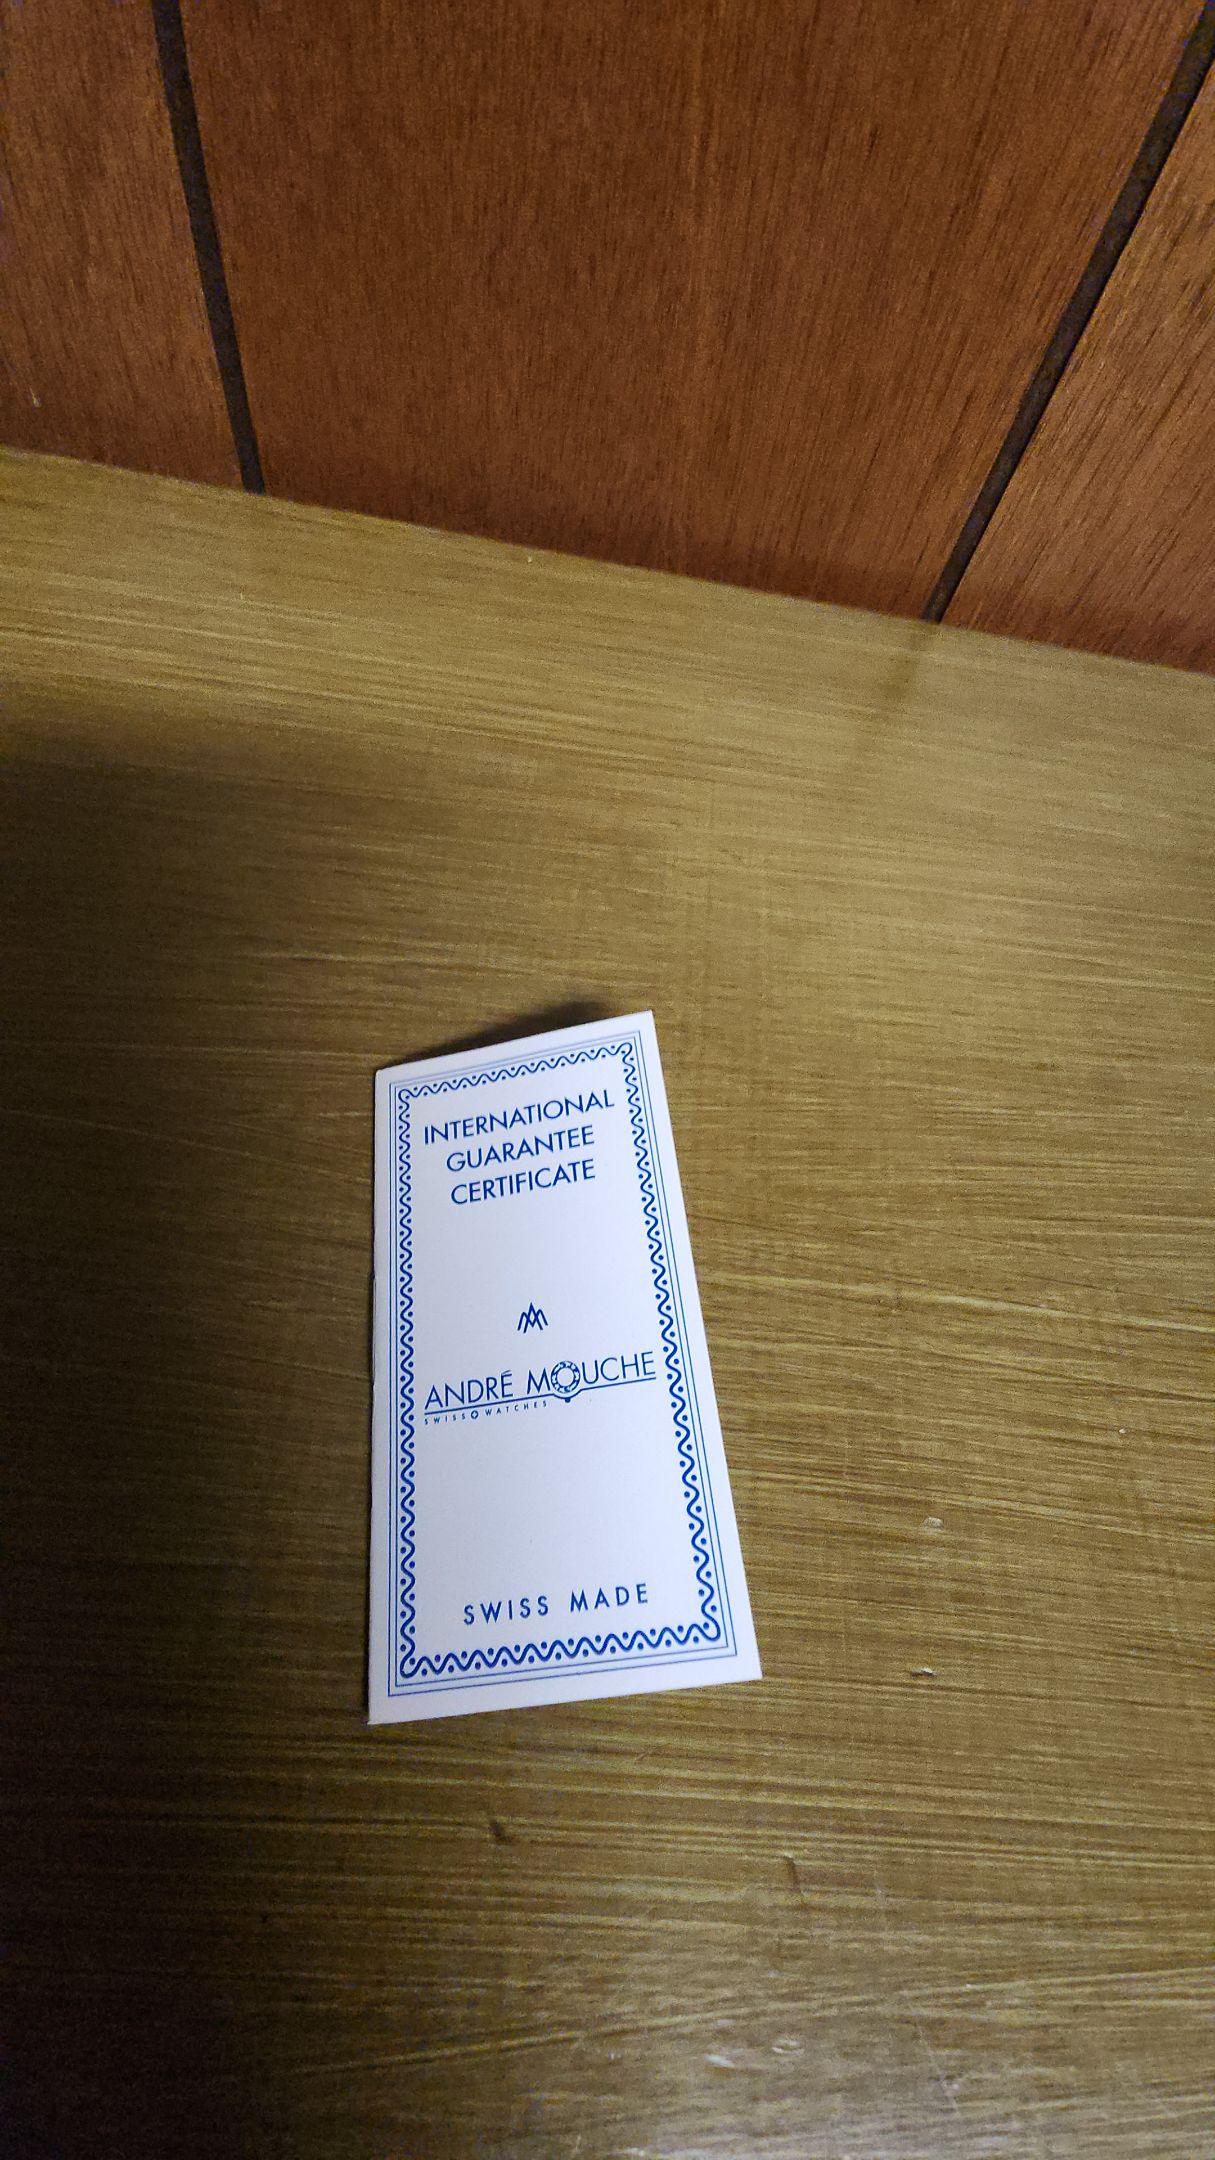 INTERNATIONAL
GUARANTEE
CERTIFICATE
ANDRÉ MOUCHE
SWISS WATCHES
SWISS MADE